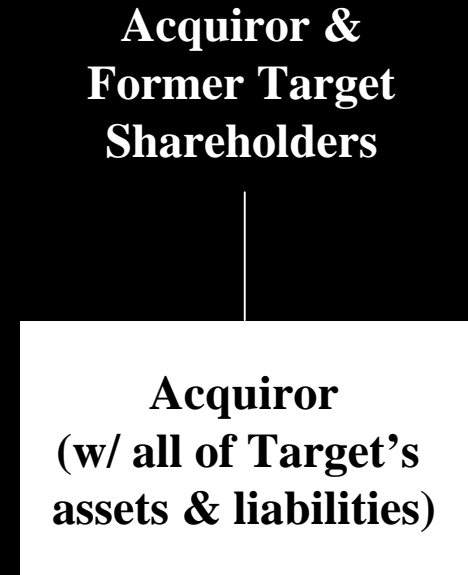 Acquiror &
Former Target
Shareholders
Acquiror
(w/ all of Target’s
assets & liabilities)